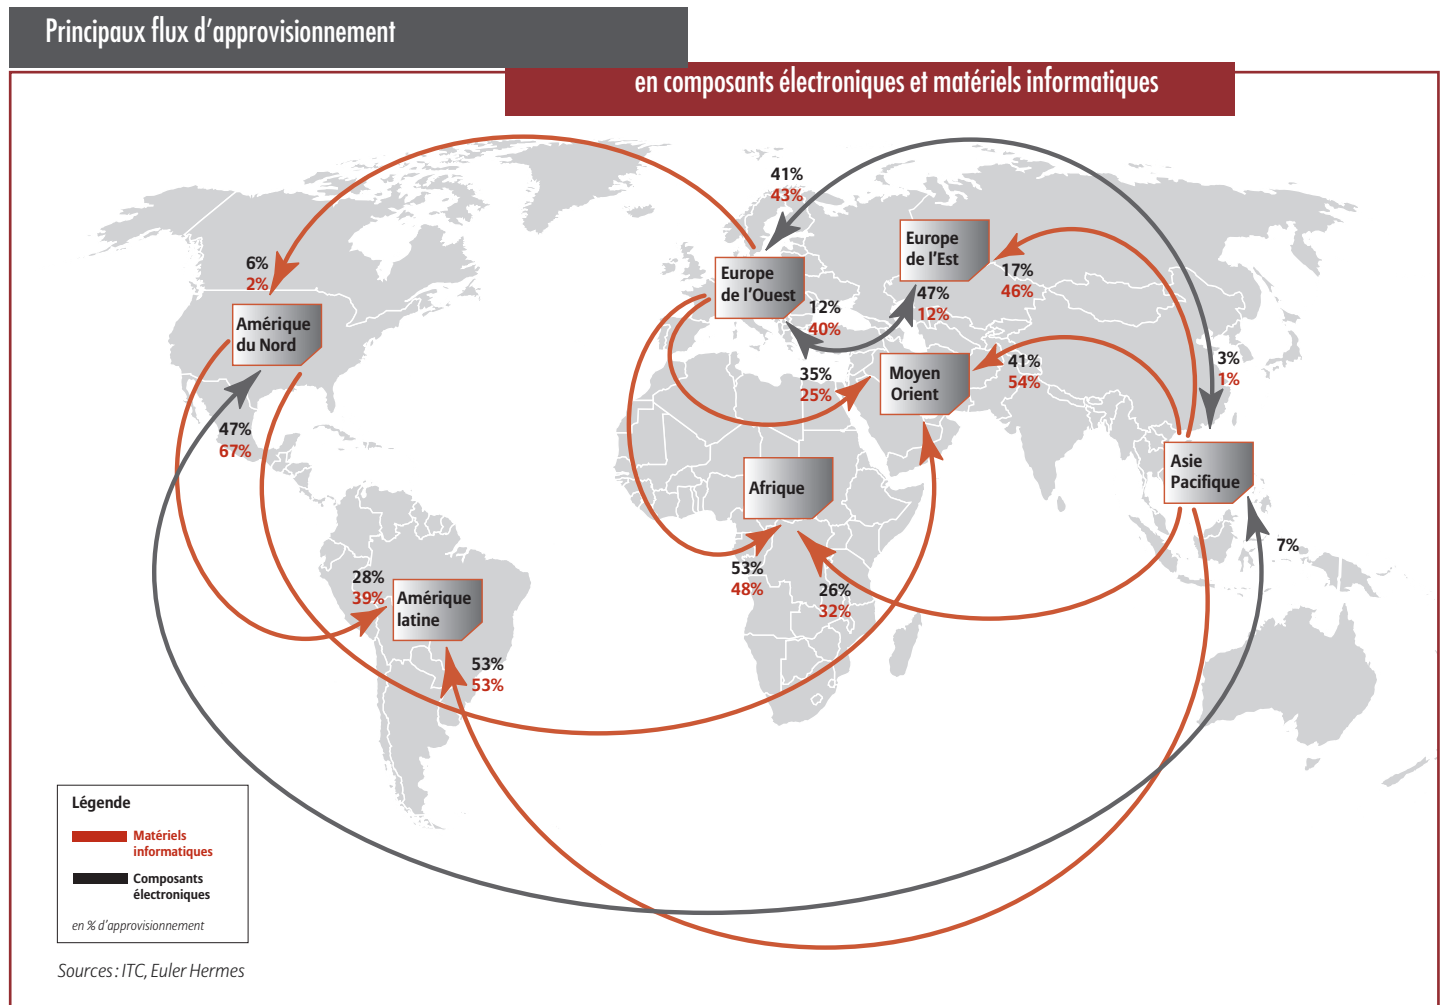 Principaux flux d'approvisionnement
en composants électroniques et matériels informatiques
41%
43%
6%
2%
Amérique
du Nord
47%
67%
Europe
de l'Ouest
12%
40%
Europe
de l'Est
17%
46%
47%
12%
35%
25%
Moyen
Orient
41%
54%
3%
1%
Asie
Pacifique
7%
Afrique
53%
48%
26%
32%
28%
39%
Amérique
latine
53%
53%
Légende
Matériels
informatiques
Composants
électroniques
en % d'approvisionnement
Sources : ITC, Euler Hermes